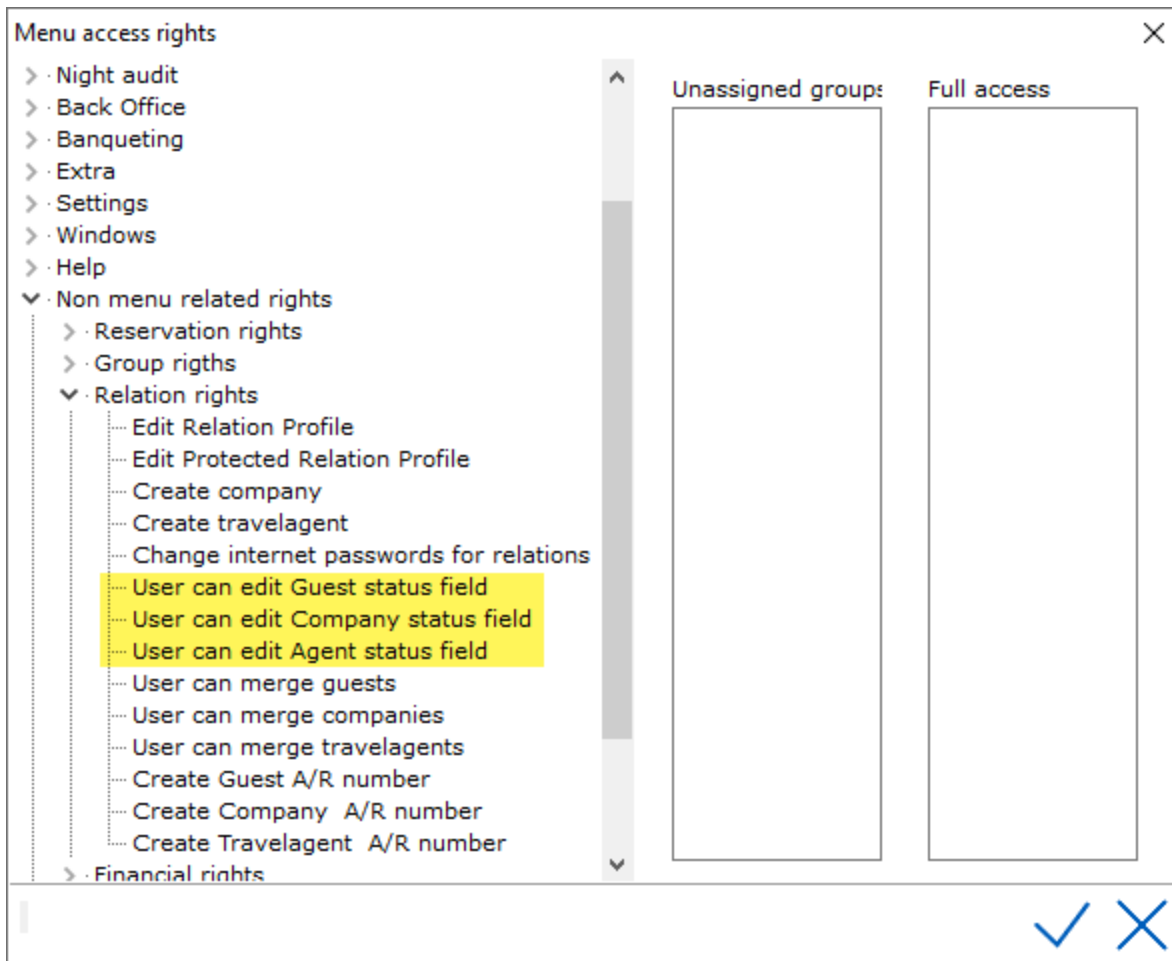 Menu access rights
Night audit
Back Office
Banqueting
Extra
Settings
Windows
Help
Non menu related rights
Reservation rights
Group rigths
Relation rights
Edit Relation Profile
Edit Protected Relation Profile
Create company
Create travelagent
Change internet passwords for relations
User can edit Guest status field
User can edit Company status field
User can edit Agent status field
User can merge guests
User can merge companies
User can merge travelagents
Create Guest A/R number
Create Company  A/R number
Create Travelagent  A/R number
Financial rights
Unassigned groups
Full access